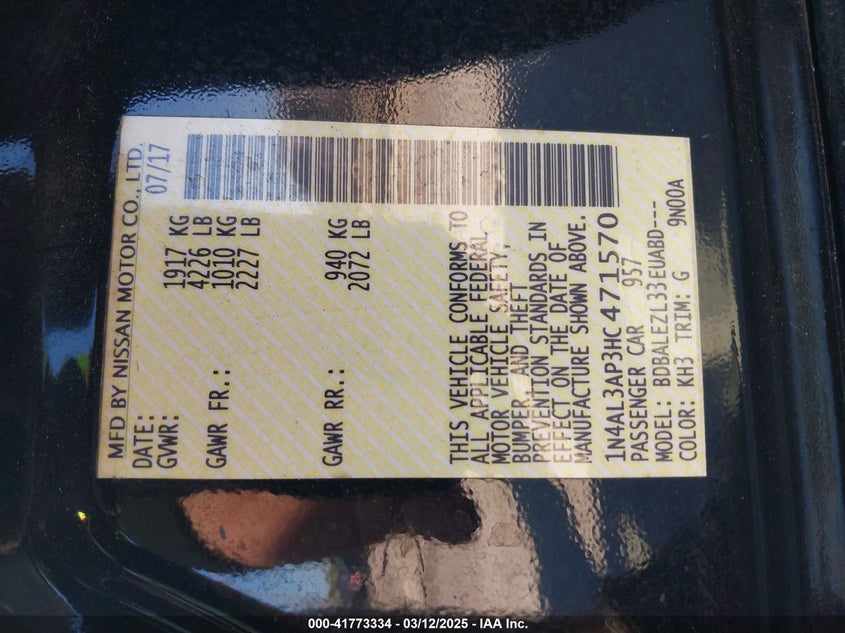 MFD BY NISSAN MOTOR CO., LTD.
DATE: 07/17
GVWR: 1917 KG
4226 LB
GAWR FR.: 1010 KG
2227 LB
GAWR RR.: 940 KG
2072 LB
THIS VEHICLE CONFORMS TO
ALL APPLICABLE FEDERAL
MOTOR VEHICLE SAFETY,
BUMPER, AND THEFT
PREVENTION STANDARDS IN
EFFECT ON THE DATE OF
MANUFACTURE SHOWN ABOVE.
1N4AL3AP3HC471570
PASSENGER CAR 957
MODEL: BDBALEZL33EUABD---
COLOR: KH3 TRIM: G 9N00A
000-41773334 - 03/12/2025 - IAA Inc.